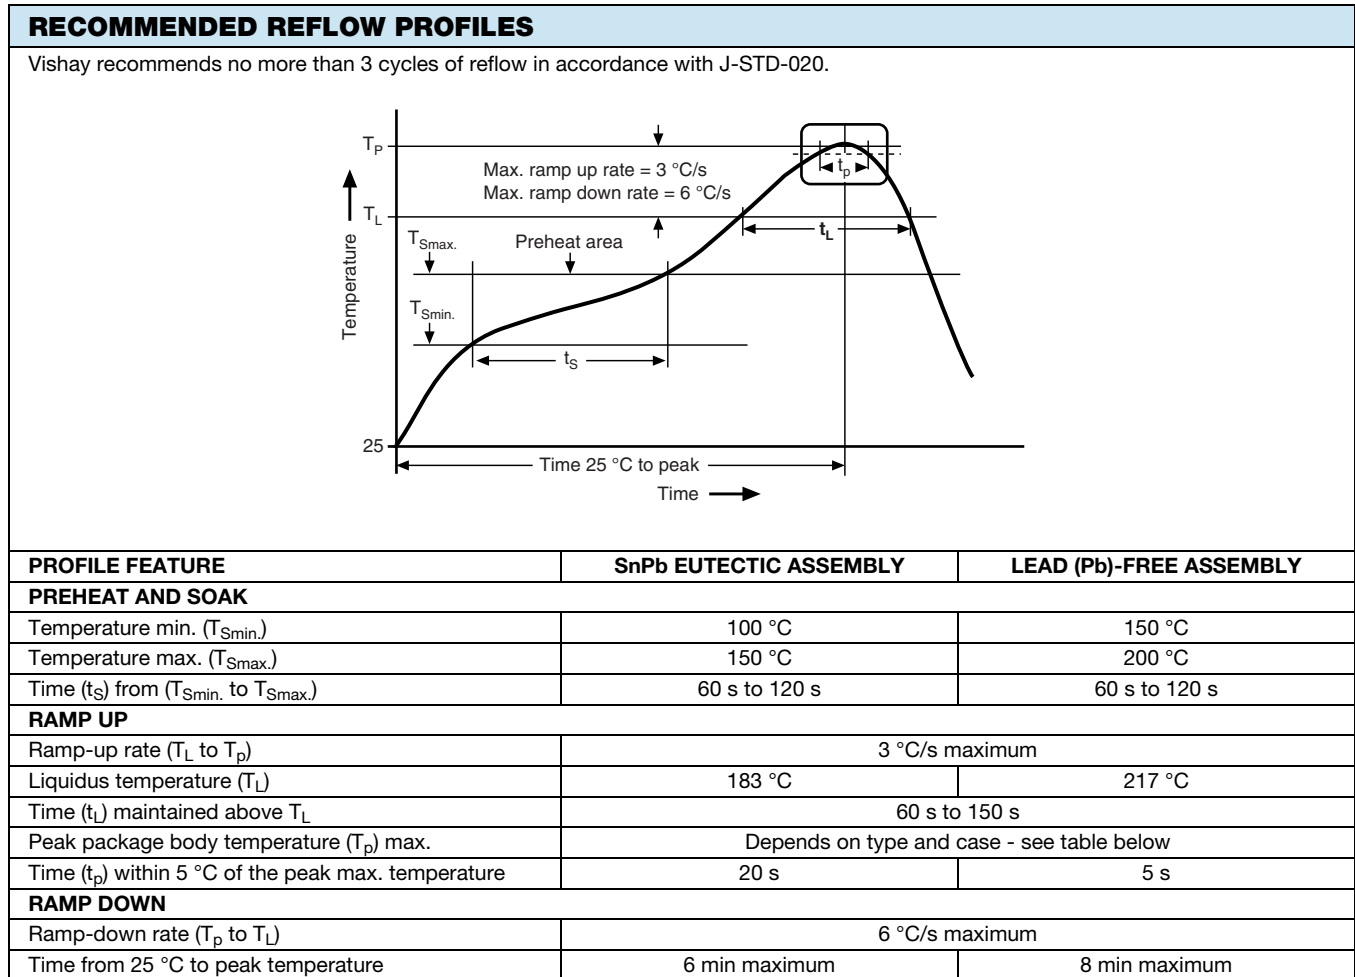 RECOMMENDED REFLOW PROFILES
Vishay recommends no more than 3 cycles of reflow in accordance with J-STD-020.
TP
Max. ramp up rate = 3 °C/s
Max. ramp down rate = 6 °C/s
tp
TL
tL
TSmax.
Preheat area
Temperature
TSmin.
tS
25
Time 25 °C to peak
Time
PROFILE FEATURE SnPb EUTECTIC ASSEMBLY LEAD (Pb)-FREE ASSEMBLY
PREHEAT AND SOAK
Temperature min. (TSmin.) 100 °C 150 °C
Temperature max. (TSmax.) 150 °C 200 °C
Time (tS) from (TSmin. to TSmax.) 60 s to 120 s 60 s to 120 s
RAMP UP
Ramp-up rate (TL to Tp) 3 °C/s maximum
Liquidus temperature (TL) 183 °C 217 °C
Time (tL) maintained above TL 60 s to 150 s
Peak package body temperature (Tp) max. Depends on type and case - see table below
Time (tp) within 5 °C of the peak max. temperature 20 s 5 s
RAMP DOWN
Ramp-down rate (Tp to TL) 6 °C/s maximum
Time from 25 °C to peak temperature 6 min maximum 8 min maximum